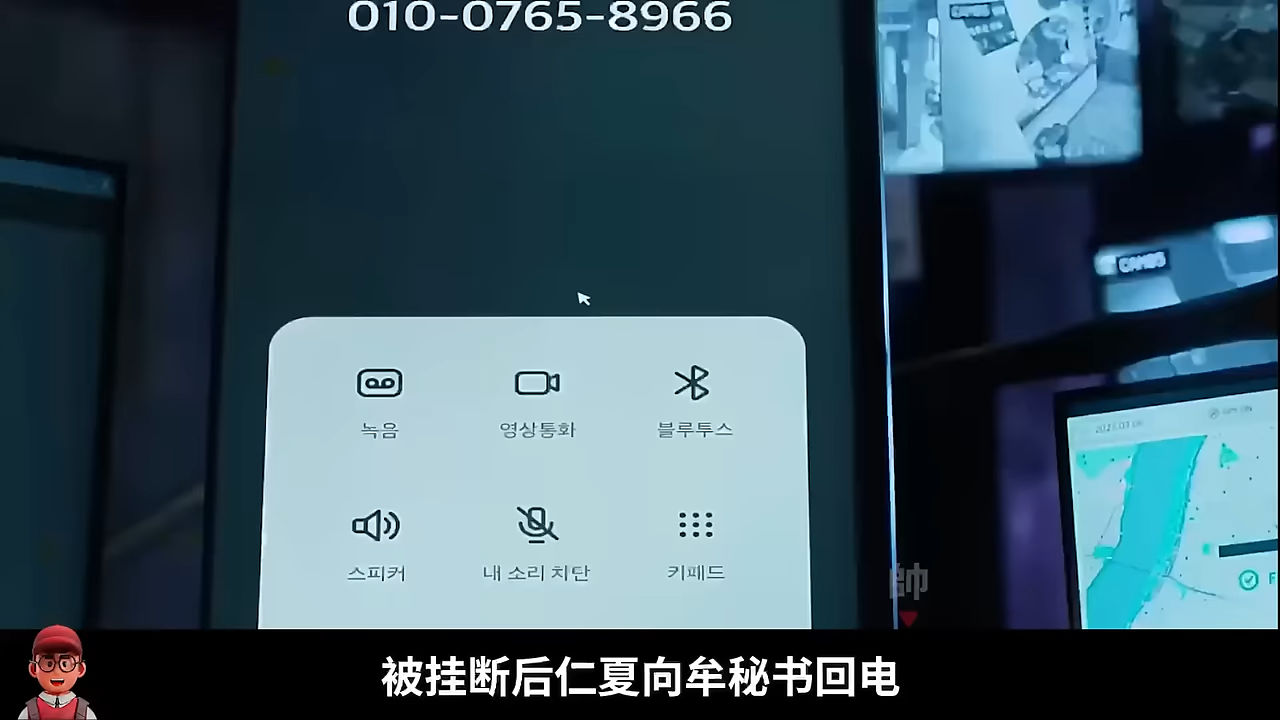 010-0765-8966
녹음
영상통화
블루투스
스피커
내 소리 차단
키패드
帥
被挂断后仁夏向牟秘书回电